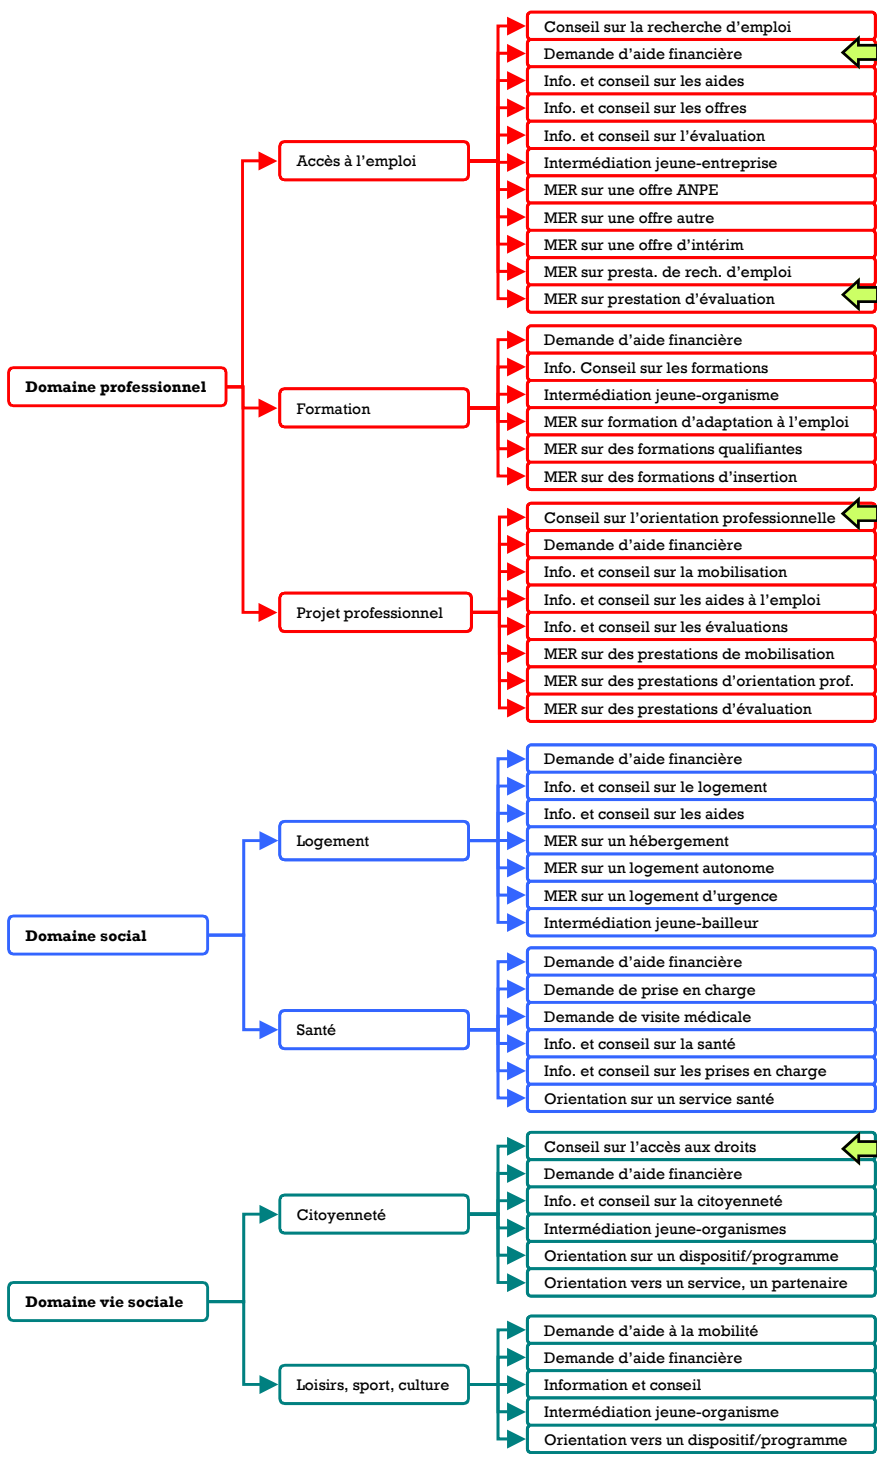 Domaine professionnel
Accès à l’emploi
Conseil sur la recherche d’emploi
Demande d’aide financière
Info. et conseil sur les aides
Info. et conseil sur les offres
Info. et conseil sur l’évaluation
Intermédiation jeune-entreprise
MER sur une offre ANPE
MER sur une offre autre
MER sur une offre d’intérim
MER sur presta. de rech. d’emploi
MER sur prestation d’évaluation
Formation
Demande d’aide financière
Info. Conseil sur les formations
Intermédiation jeune-organisme
MER sur formation d’adaptation à l’emploi
MER sur des formations qualifiantes
MER sur des formations d’insertion
Projet professionnel
Conseil sur l’orientation professionnelle
Demande d’aide financière
Info. et conseil sur la mobilisation
Info. et conseil sur les aides à l’emploi
Info. et conseil sur les évaluations
MER sur des prestations de mobilisation
MER sur des prestations d’orientation prof.
MER sur des prestations d’évaluation
Domaine social
Logement
Demande d’aide financière
Info. et conseil sur le logement
Info. et conseil sur les aides
MER sur un hébergement
MER sur un logement autonome
MER sur un logement d’urgence
Intermédiation jeune-bailleur
Santé
Demande d’aide financière
Demande de prise en charge
Demande de visite médicale
Info. et conseil sur la santé
Info. et conseil sur les prises en charge
Orientation sur un service santé
Domaine vie sociale
Citoyenneté
Conseil sur l’accès aux droits
Demande d’aide financière
Info. et conseil sur la citoyenneté
Intermédiation jeune-organismes
Orientation sur un dispositif/programme
Orientation vers un service, un partenaire
Loisirs, sport, culture
Demande d’aide à la mobilité
Demande d’aide financière
Information et conseil
Intermédiation jeune-organisme
Orientation vers un dispositif/programme